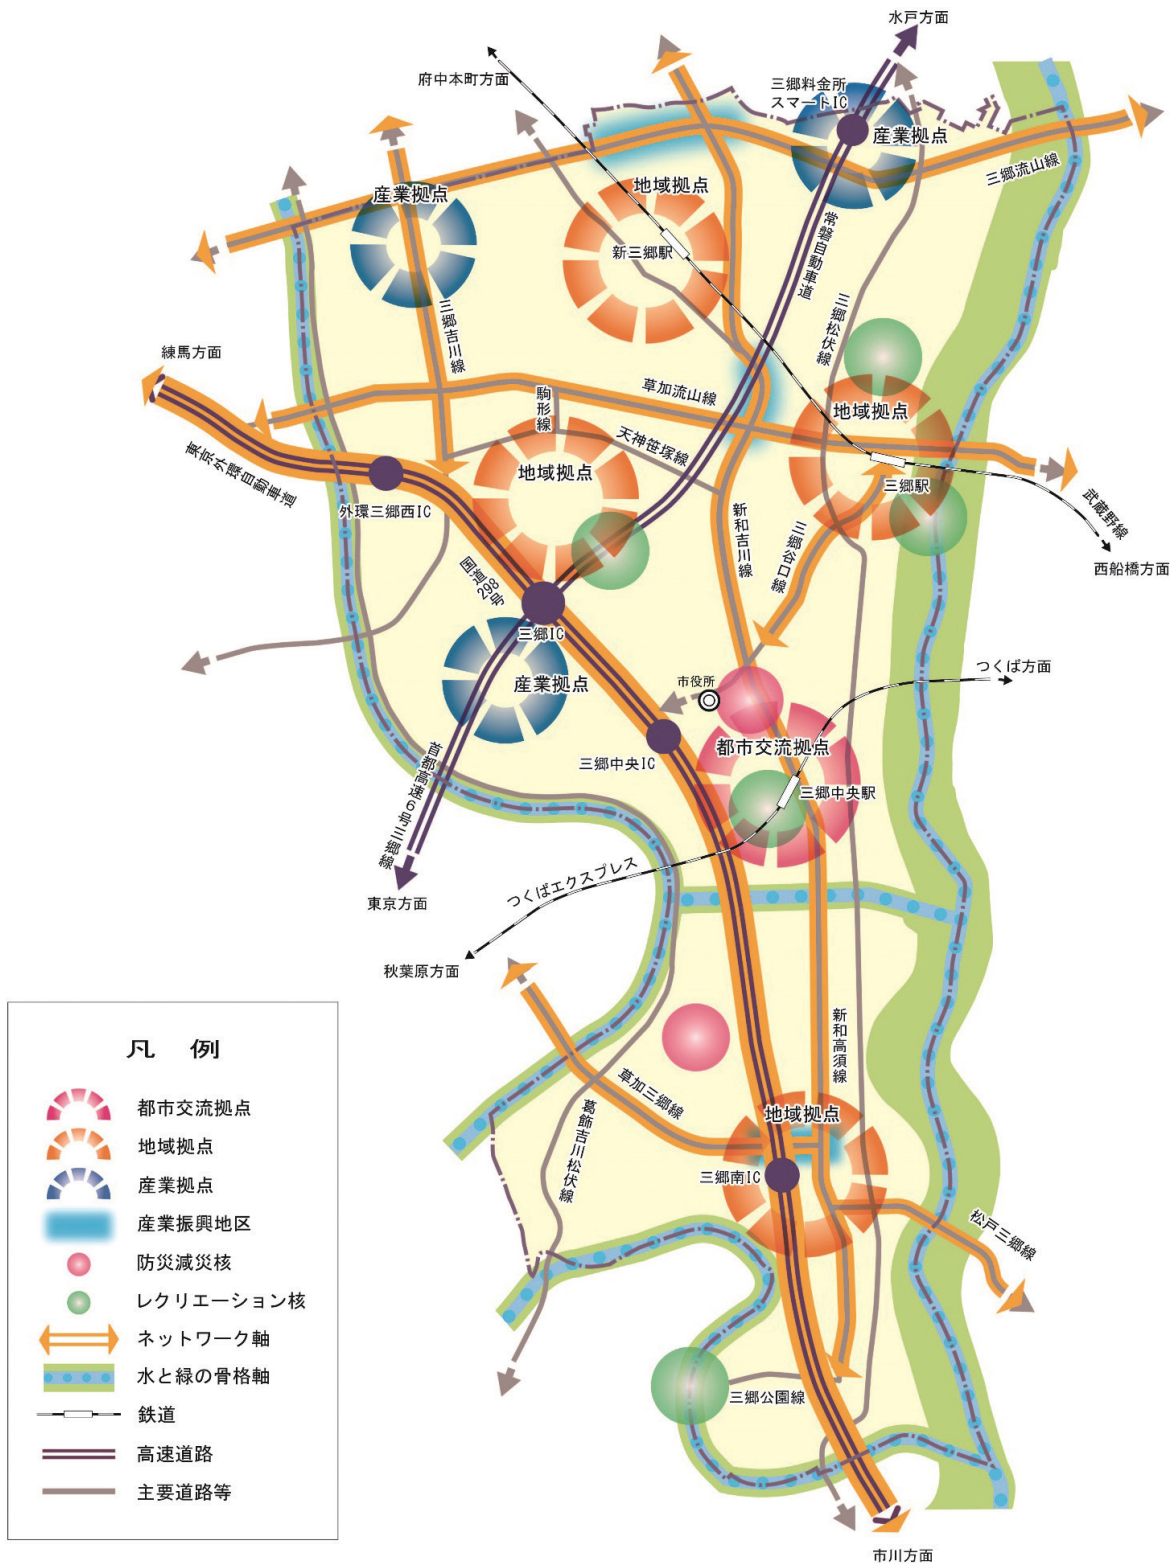 水戸方面
府中本町方面
三郷料金所
スマートIC
産業拠点
三郷流山線
産業拠点
地域拠点
新三郷駅
常磐自動車道
三郷松伏線
三郷吉川線
練馬方面
草加流山線
駒形線
地域拠点
天神笹塚線
東京外環自動車道
地域拠点
三郷駅
外環三郷西IC
新和吉川線
三郷谷口線
武蔵野線
西船橋方面
国道298号
三郷IC
産業拠点
市役所
つくば方面
都市交流拠点
三郷中央IC
三郷中央駅
首都高速6号三郷線
つくばエクスプレス
東京方面
秋葉原方面
新和高須線
草加三郷線
葛飾吉川松伏線
地域拠点
三郷南IC
松戸三郷線
三郷公園線
市川方面
凡 例
都市交流拠点
地域拠点
産業拠点
産業振興地区
防災減災核
レクリエーション核
ネットワーク軸
水と緑の骨格軸
鉄道
高速道路
主要道路等